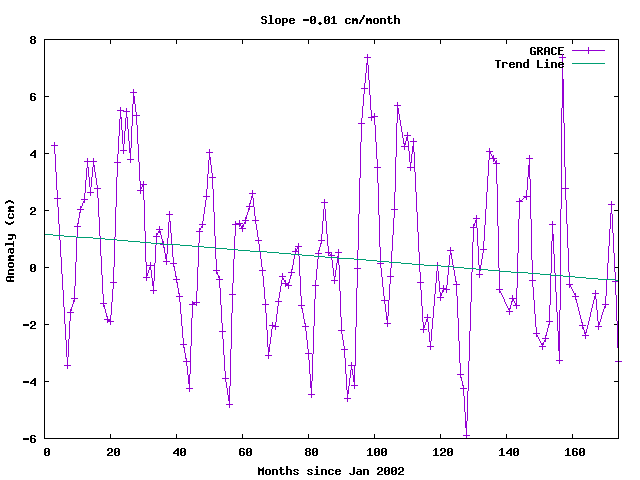 Slope -0.01 cm/month
GRACE
Trend Line
8
6
4
2
0
-2
-4
-6
Anomaly (cm)
0 20 40 60 80 100 120 140 160
Months since Jan 2002